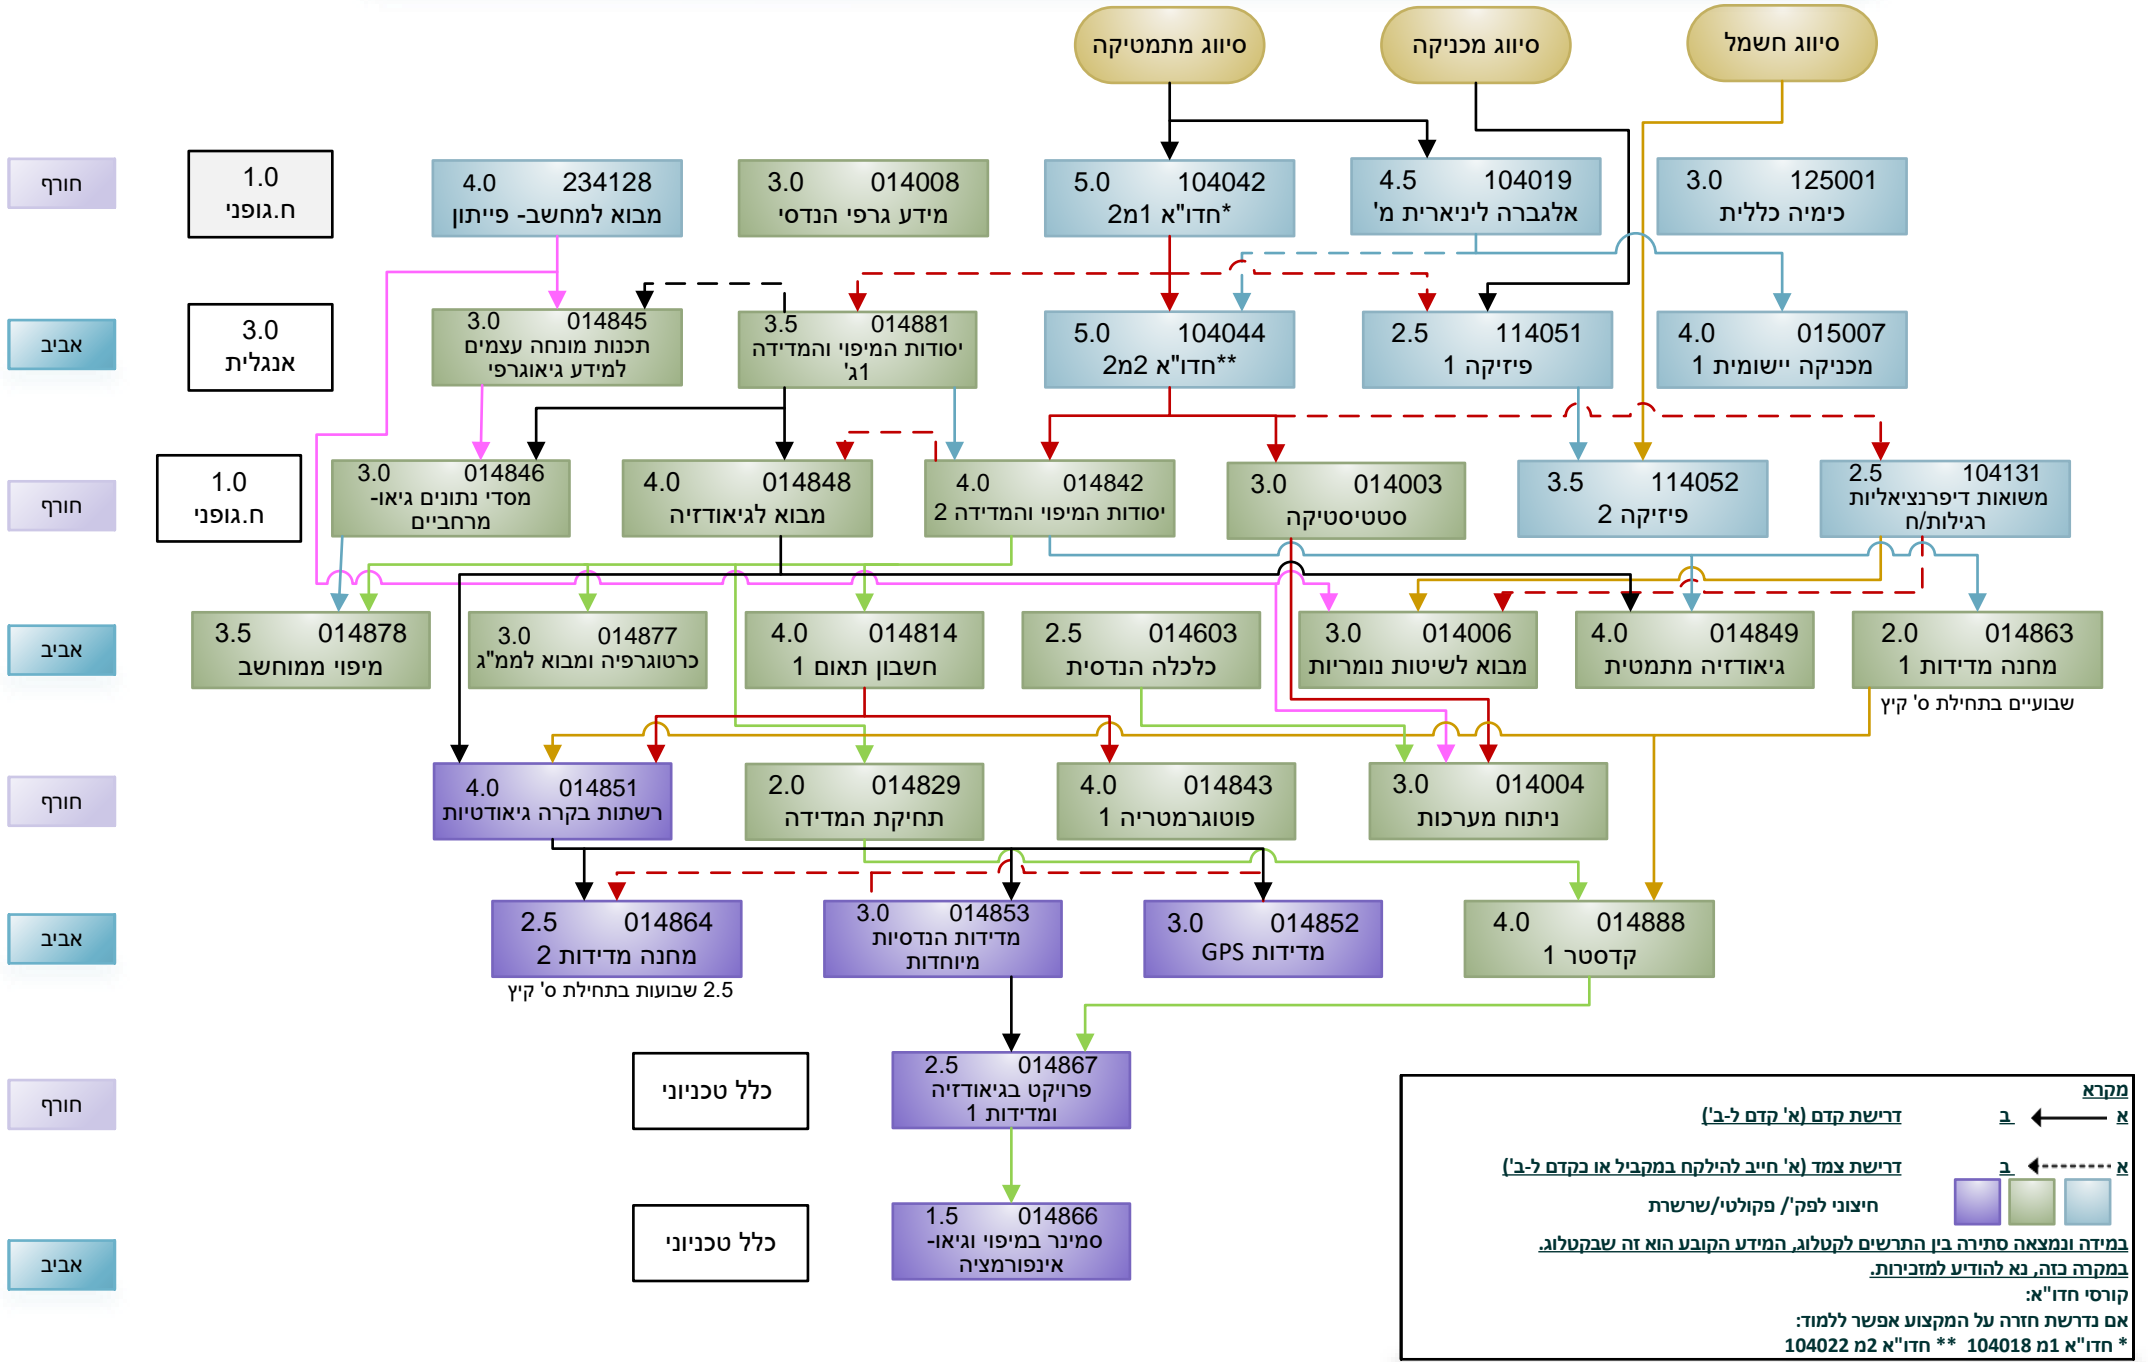 סיווג חשמל
סיווג מכניקה
סיווג מתמטיקה
חורף
1.0
ח.גופני
4.0 234128
מבוא למחשב- פייתון
3.0 014008
מידע גרפי הנדסי
5.0 104042
*חדו"א 1מ2
4.5 104019
אלגברה ליניארית מ'
3.0 125001
כימיה כללית
אביב
3.0
אנגלית
3.0 014845
תכנות מונחה עצמים
למידע גיאוגרפי
3.5 014881
יסודות המיפוי והמדידה
1ג'
5.0 104044
**חדו"א 2מ2
2.5 114051
פיזיקה 1
4.0 015007
מכניקה יישומית 1
חורף
1.0
ח.גופני
3.0 014846
מסדי נתונים גיאו-
מרחביים
4.0 014848
מבוא לגיאודזיה
4.0 014842
יסודות המיפוי והמדידה 2
3.0 014003
סטטיסטיקה
3.5 114052
פיזיקה 2
2.5 104131
משואות דיפרנציאליות
רגילות/ח
אביב
3.5 014878
מיפוי ממוחשב
3.0 014877
כרטוגרפיה ומבוא לממ"ג
4.0 014814
חשבון תאום 1
2.5 014603
כלכלה הנדסית
3.0 014006
מבוא לשיטות נומריות
4.0 014849
גיאודזיה מתמטית
2.0 014863
מחנה מדידות 1
שבועיים בתחילת ס' קיץ
חורף
4.0 014851
רשתות בקרה גיאודטיות
2.0 014829
תחיקת המדידה
4.0 014843
פוטוגרמטריה 1
3.0 014004
ניתוח מערכות
אביב
2.5 014864
מחנה מדידות 2
2.5 שבועות בתחילת ס' קיץ
3.0 014853
מדידות הנדסיות
מיוחדות
3.0 014852
מדידות GPS
4.0 014888
קדסטר 1
חורף
כלל טכניוני
2.5 014867
פרויקט בגיאודזיה
ומדידות 1
אביב
כלל טכניוני
1.5 014866
סמינר במיפוי וגיאו-
אינפורמציה
מקרא
א ב דרישת קדם (א' קדם ל-ב')
א ב דרישת צמד (א' חייב להילקח במקביל או כקדם ל-ב')
חיצוני לפק'/ פקולטי/שרשרת
במידה ונמצאה סתירה בין התרשים לקטלוג, המידע הקובע הוא זה שבקטלוג.
במקרה כזה, נא להודיע למזכירות.
קורסי חדו"א:
אם נדרשת חזרה על המקצוע אפשר ללמוד:
* חדו"א 1מ 104018 ** חדו"א 2מ 104022